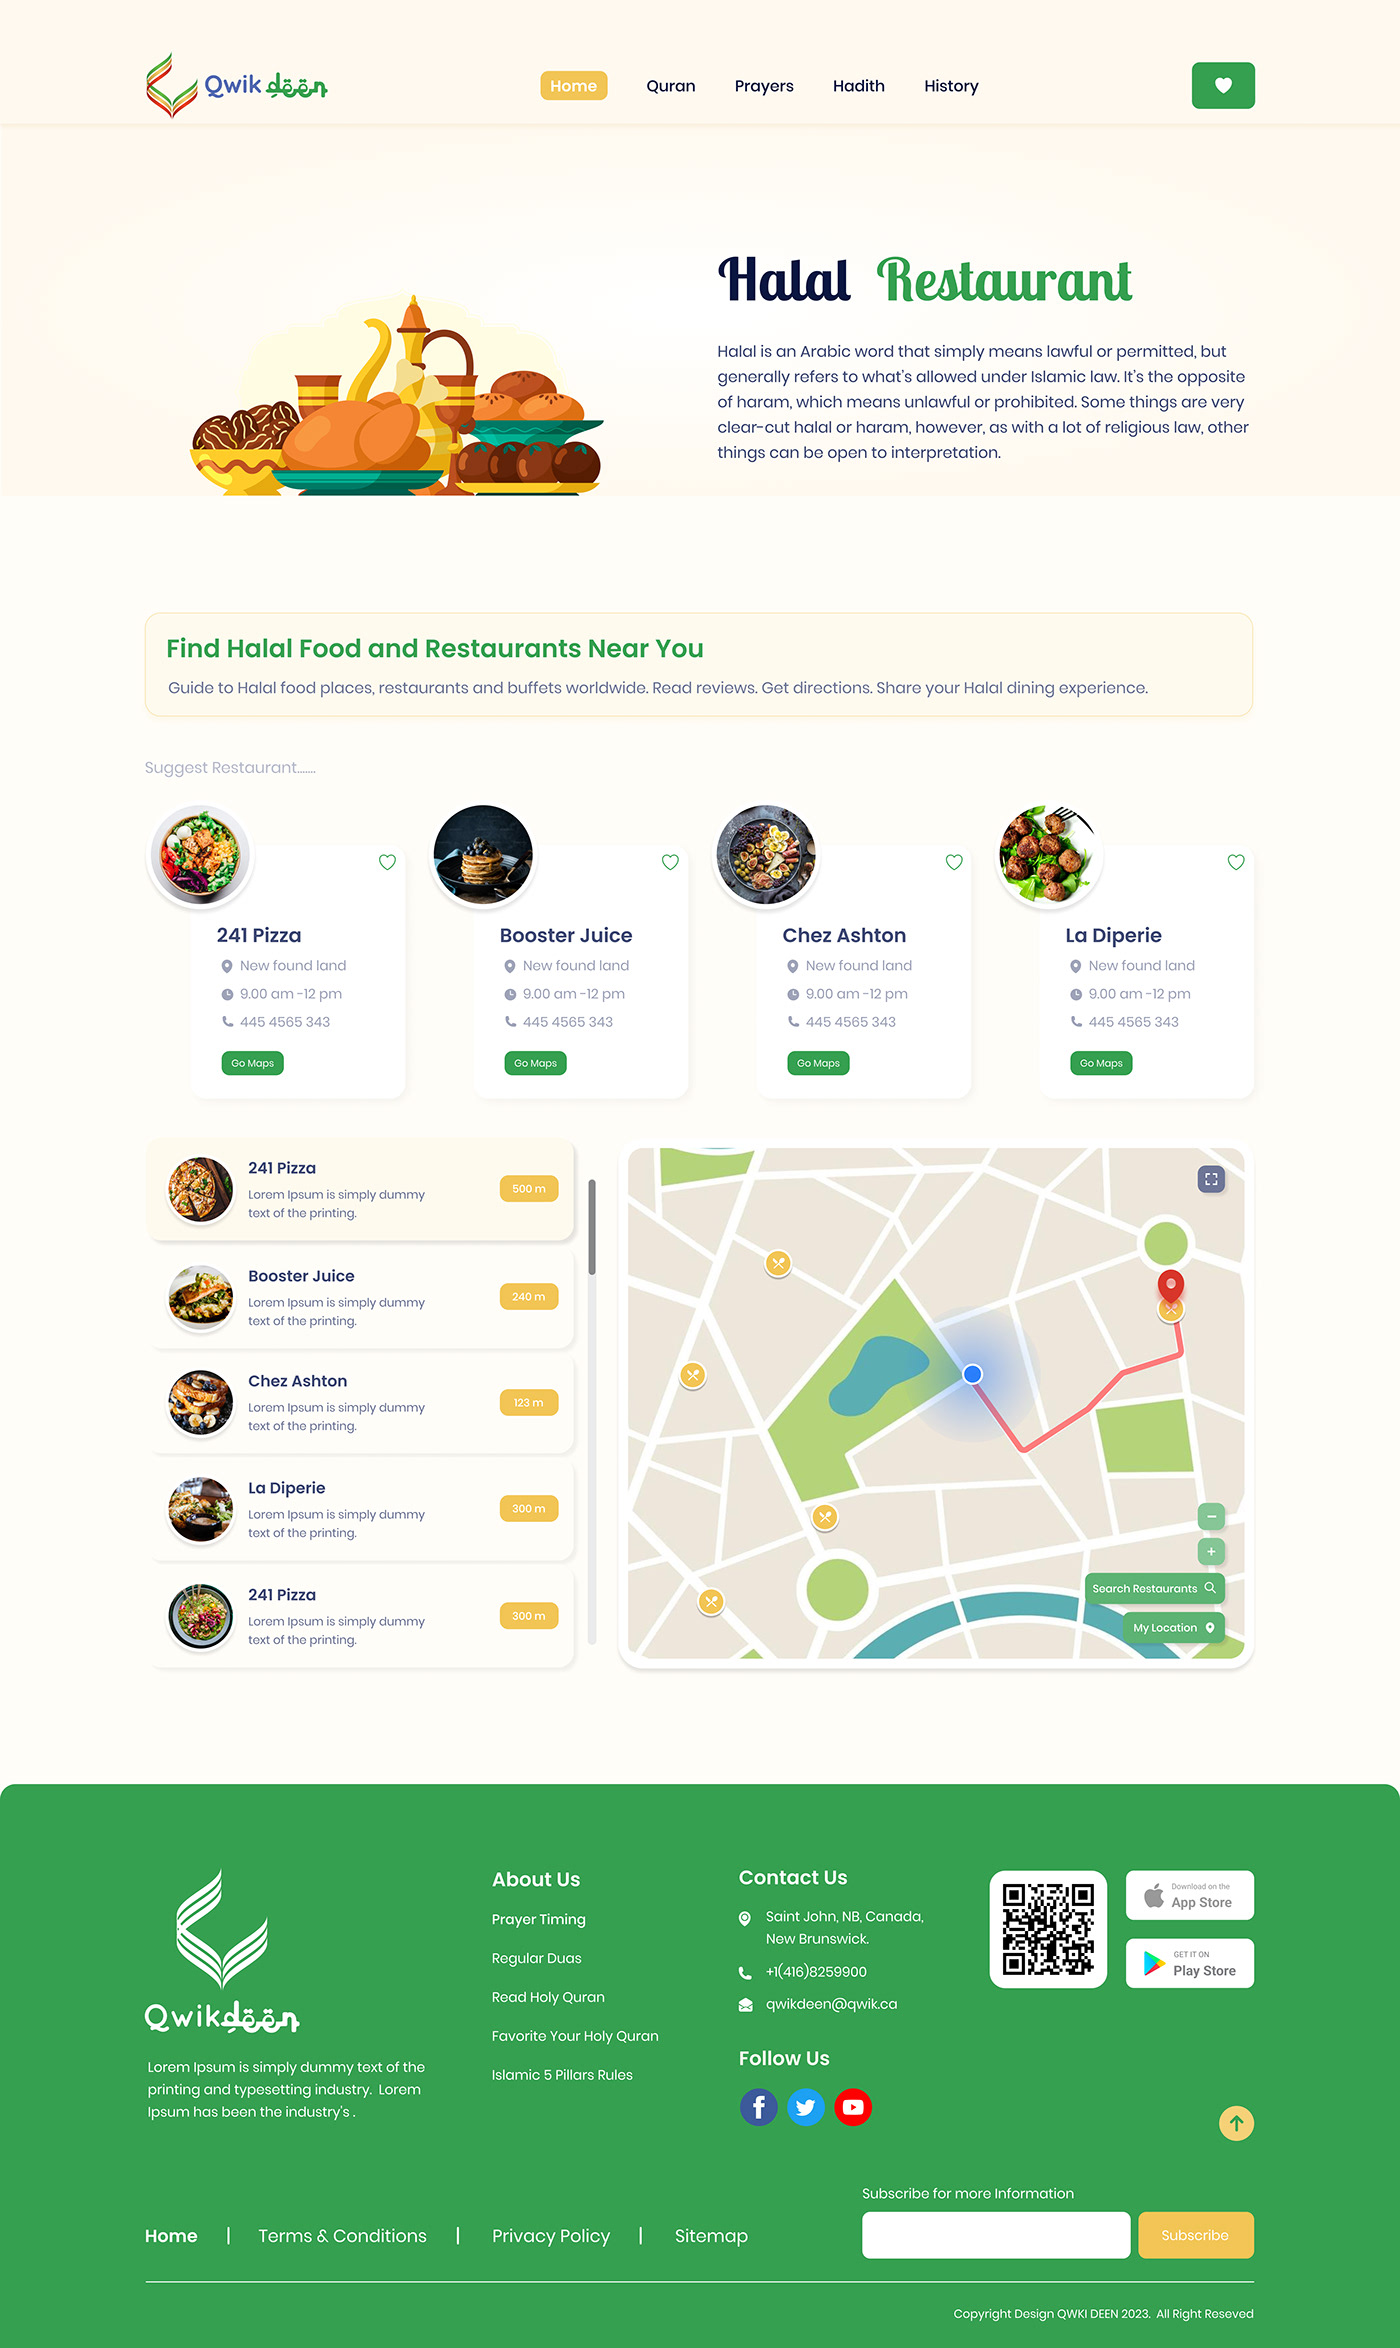 Qwik deen
Home
Quran
Prayers
Hadith
History
Halal Restaurant
Halal is an Arabic word that simply means lawful or permitted, but
generally refers to what's allowed under Islamic law. It's the opposite
of haram, which means unlawful or prohibited. Some things are very
clear-cut halal or haram, however, as with a lot of religious law, other
things can be open to interpretation.
Find Halal Food and Restaurants Near You
Guide to Halal food places, restaurants and buffets worldwide. Read reviews. Get directions. Share your Halal dining experience.
Suggest Restaurant.......
241 Pizza
New found land
9.00 am -12 pm
445 4565 343
Go Maps
Booster Juice
New found land
9.00 am -12 pm
445 4565 343
Go Maps
Chez Ashton
New found land
9.00 am -12 pm
445 4565 343
Go Maps
La Diperie
New found land
9.00 am -12 pm
445 4565 343
Go Maps
241 Pizza
Lorem Ipsum is simply dummy
text of the printing.
500 m
Booster Juice
Lorem Ipsum is simply dummy
text of the printing.
240 m
Chez Ashton
Lorem Ipsum is simply dummy
text of the printing.
123 m
La Diperie
Lorem Ipsum is simply dummy
text of the printing.
300 m
241 Pizza
Lorem Ipsum is simply dummy
text of the printing.
300 m
Search Restaurants
My Location
Qwikdeen
Lorem Ipsum is simply dummy text of the
printing and typesetting industry. Lorem
Ipsum has been the industry's .
About Us
Prayer Timing
Regular Duas
Read Holy Quran
Favorite Your Holy Quran
Islamic 5 Pillars Rules
Contact Us
Saint John, NB, Canada,
New Brunswick.
+1(416)8259900
qwikdeen@qwik.ca
Follow Us
Download on the
App Store
GET IT ON
Play Store
Subscribe for more Information
Subscribe
Home | Terms & Conditions | Privacy Policy | Sitemap
Copyright Design QWKI DEEN 2023. All Right Reseved